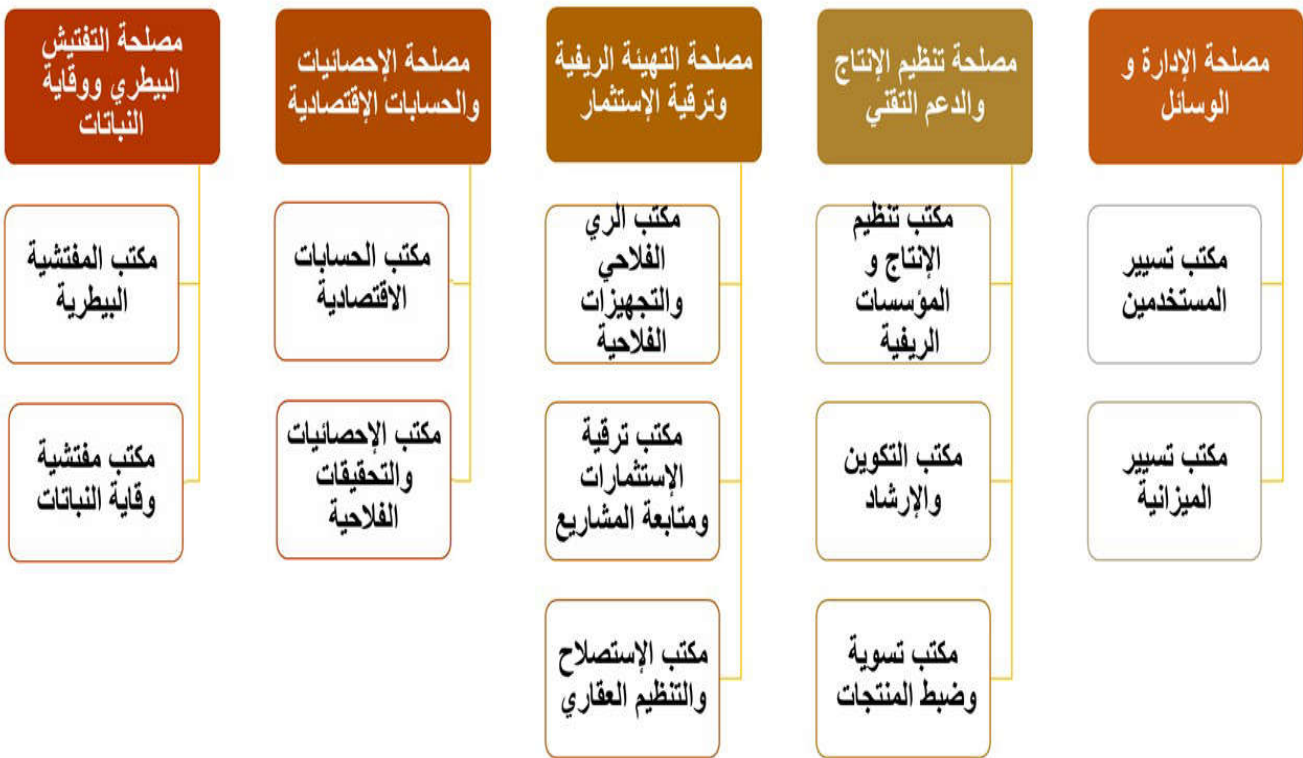 مصلحة الإدارة و
الوسائل
مكتب تسيير
المستخدمين
مكتب تسيير
الميزانية
مصلحة تنظيم الإنتاج
والدعم التقني
مكتب تنظيم
الإنتاج و
المؤسسات
الريفية
مكتب التكوين
والإرشاد
مكتب تسوية
وضبط المنتجات
مصلحة التهيئة الريفية
وترقية الإستثمار
مكتب الري
الفلاحي
والتجهيزات
الفلاحية
مكتب ترقية
الإستثمارات
ومتابعة المشاريع
مكتب الإستصلاح
والتنظيم العقاري
مصلحة الإحصائيات
والحسابات الإقتصادية
مكتب الحسابات
الاقتصادية
مكتب الإحصائيات
والتحقيقات
الفلاحية
مصلحة التفتيش
البيطري ووقاية
النباتات
مكتب المفتشية
البيطرية
مكتب مفتشية
وقاية النباتات